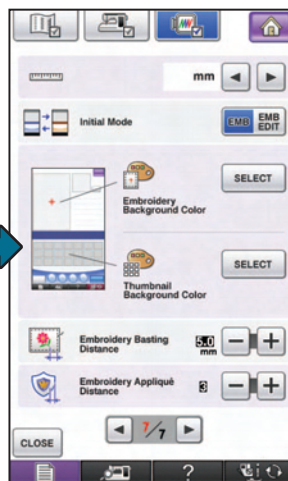 mm
Initial Mode
EMB
EMB
EDIT
SELECT
Embroidery
Background Color
SELECT
Thumbnail
Background Color
Embroidery Basting
Distance
5.0
mm
Embroidery Appliqué
Distance
3
CLOSE
7/7
?